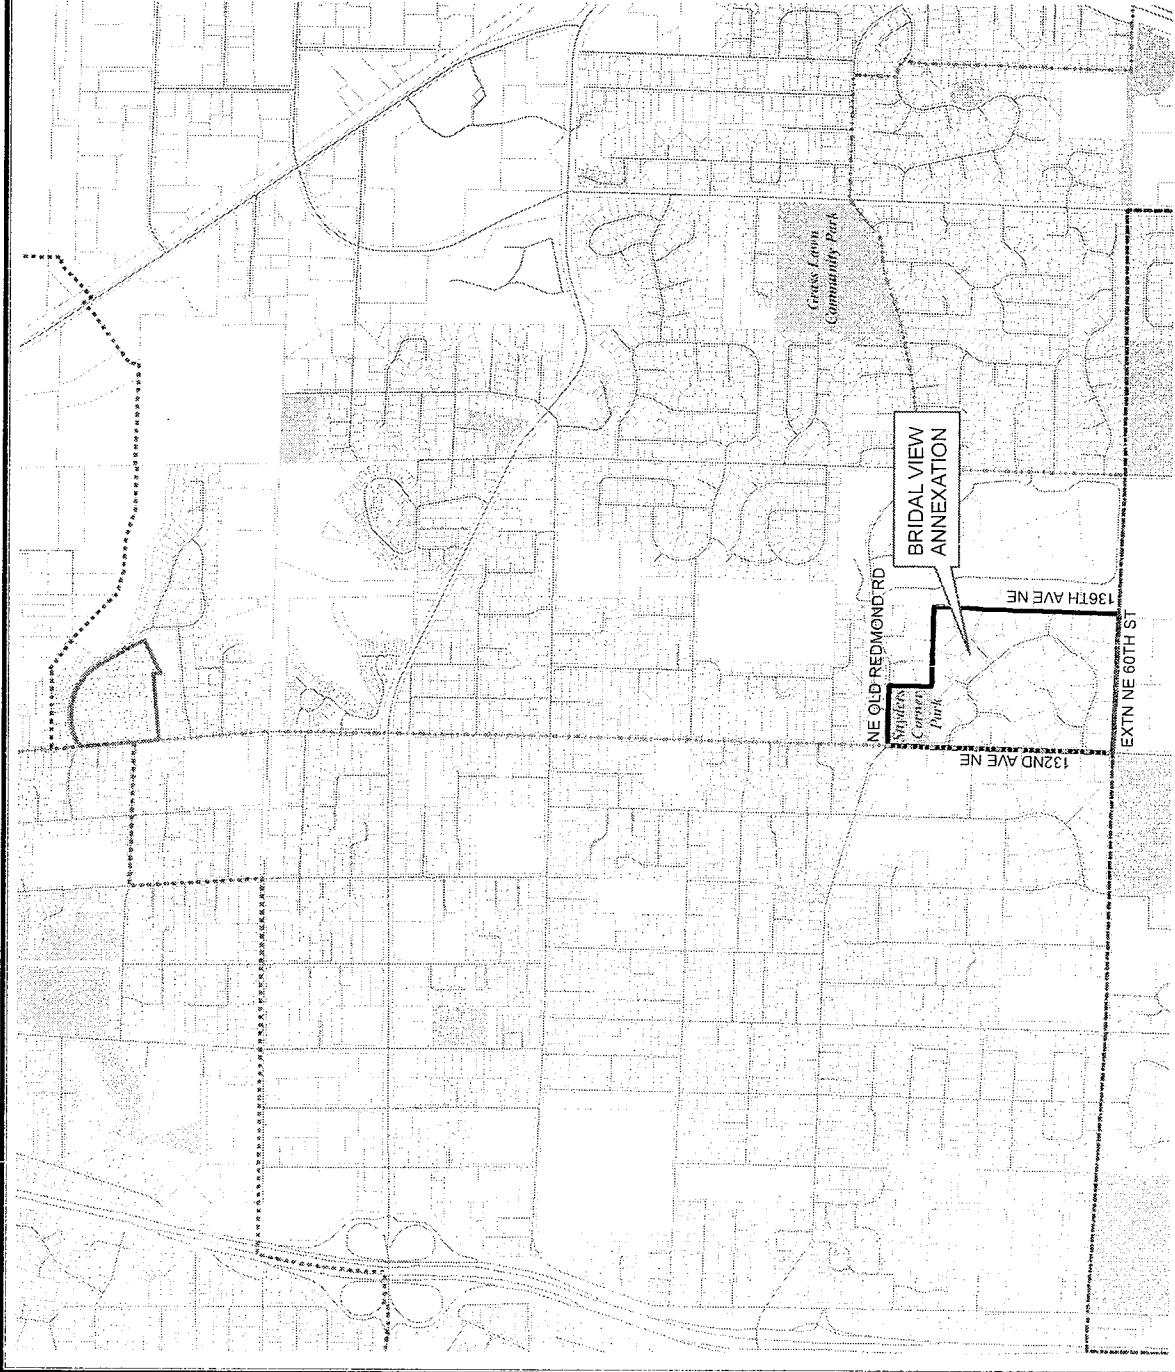 Grass Lawn
Community Park
BRIDAL VIEW
ANNEXATION
NE OLD REDMOND RD
Snyders
Corner
Park
136TH AVE NE
132ND AVE NE
EXTN NE 60TH ST